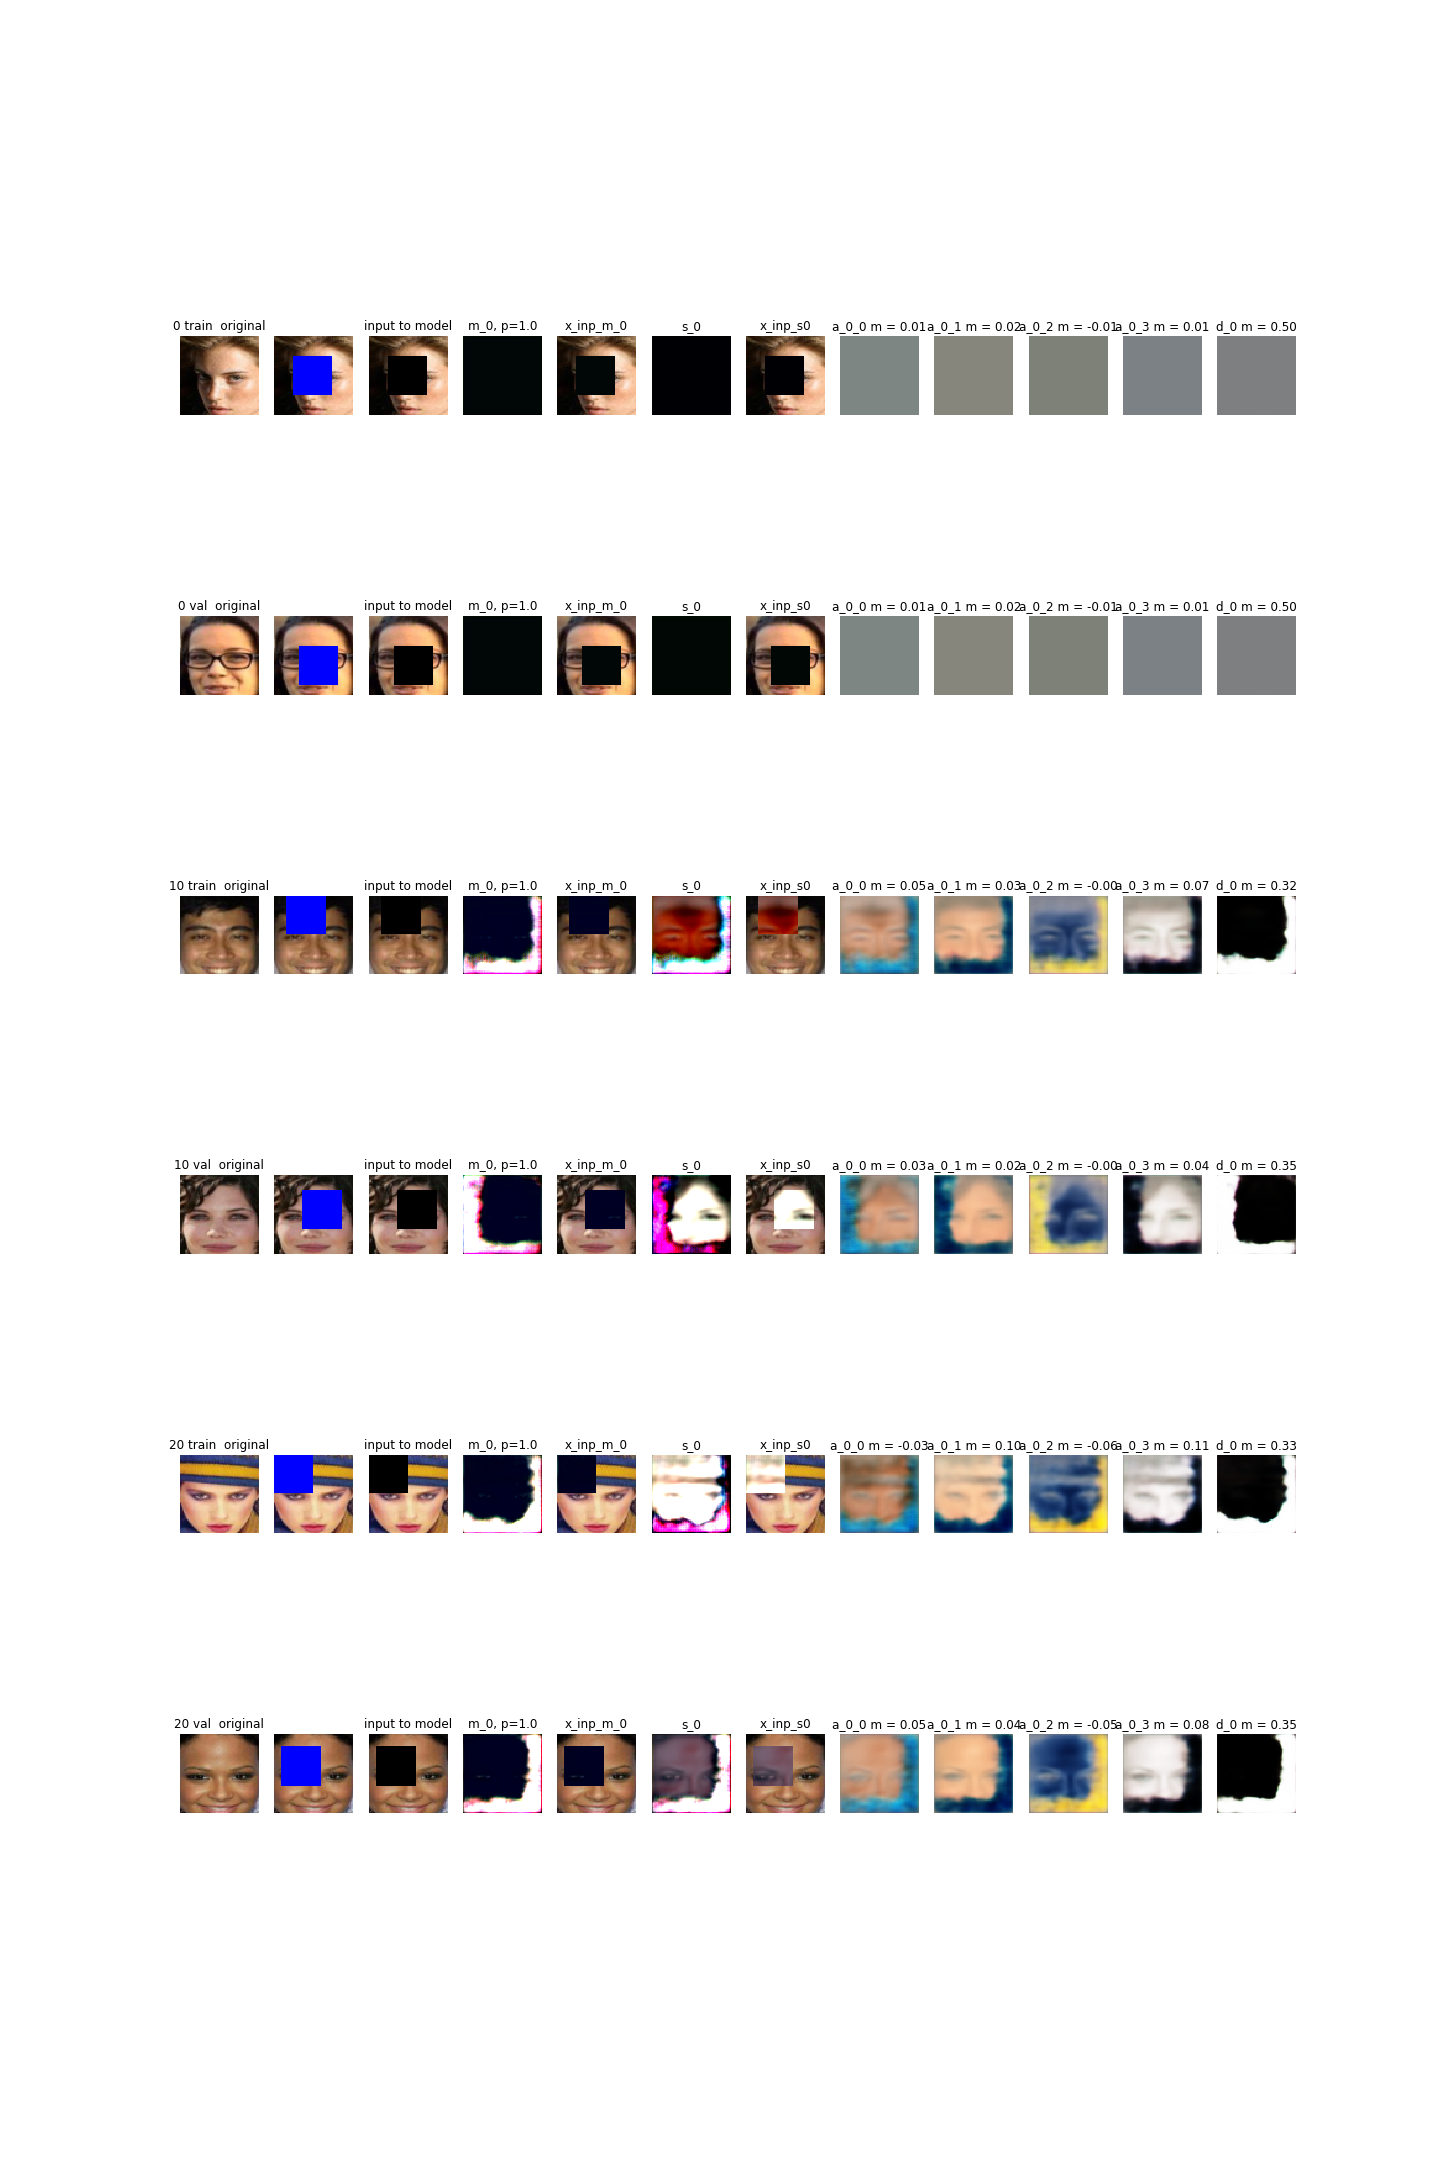 0 train  original input to model m_0, p=1.0 x_inp_m_0 s_0 x_inp_s0 a_0_0 m = 0.01 a_0_1 m = 0.02 a_0_2 m = -0.01 a_0_3 m = 0.01 d_0 m = 0.50
0 val  original input to model m_0, p=1.0 x_inp_m_0 s_0 x_inp_s0 a_0_0 m = 0.01 a_0_1 m = 0.02 a_0_2 m = -0.01 a_0_3 m = 0.01 d_0 m = 0.50
10 train  original input to model m_0, p=1.0 x_inp_m_0 s_0 x_inp_s0 a_0_0 m = 0.05 a_0_1 m = 0.03 a_0_2 m = -0.00 a_0_3 m = 0.07 d_0 m = 0.32
10 val  original input to model m_0, p=1.0 x_inp_m_0 s_0 x_inp_s0 a_0_0 m = 0.03 a_0_1 m = 0.02 a_0_2 m = -0.00 a_0_3 m = 0.04 d_0 m = 0.35
20 train  original input to model m_0, p=1.0 x_inp_m_0 s_0 x_inp_s0 a_0_0 m = -0.03 a_0_1 m = 0.10 a_0_2 m = -0.06 a_0_3 m = 0.11 d_0 m = 0.33
20 val  original input to model m_0, p=1.0 x_inp_m_0 s_0 x_inp_s0 a_0_0 m = 0.05 a_0_1 m = 0.04 a_0_2 m = -0.05 a_0_3 m = 0.08 d_0 m = 0.35